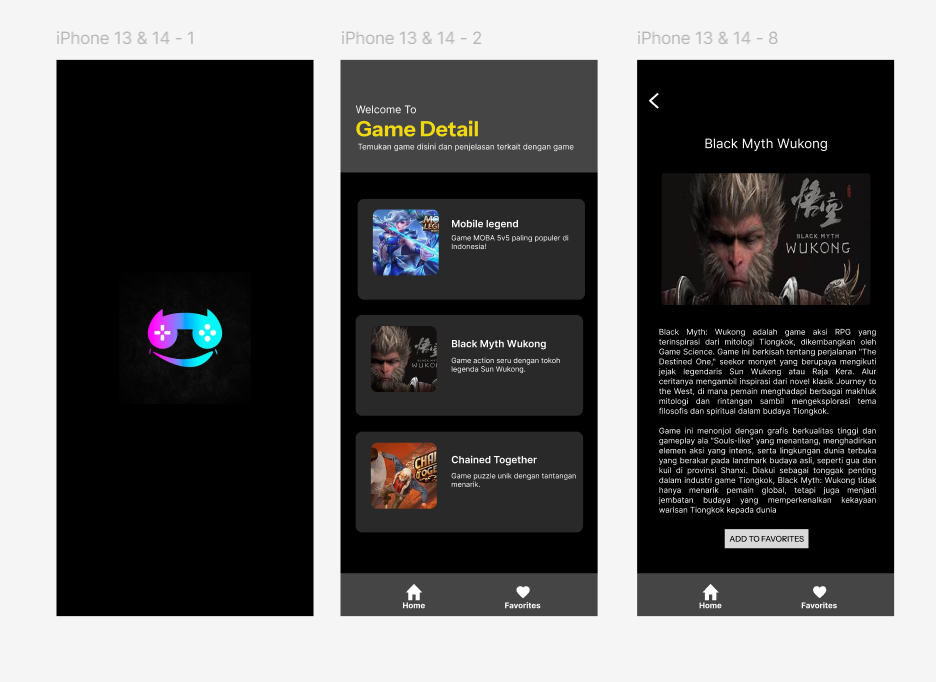 iPhone 13 & 14 - 1
iPhone 13 & 14 - 2
Welcome To
Game Detail
Temukan game disini dan penjelasan terkait dengan game
Mobile legend
Game MOBA 5v5 paling populer di
Indonesia!
悟空
WUKON
Black Myth Wukong
Game action seru dengan tokoh
legenda Sun Wukong.
Chained Together
Game puzzle unik dengan tantangan
menarik.
Home
Favorites
iPhone 13 & 14 - 8
Black Myth Wukong
悟空
BLACK MYTH
WUKONG
Black Myth: Wukong adalah game aksi RPG yang
terinspirasi dari mitologi Tiongkok, dikembangkan oleh
Game Science. Game ini berkisah tentang perjalanan "The
Destined One," seekor monyet yang berupaya mengikuti
jejak legendaris Sun Wukong atau Raja Kera. Alur
ceritanya mengambil inspirasi dari novel klasik Journey to
the West, di mana pemain menghadapi berbagai makhluk
mitologi dan rintangan sambil mengeksplorasi tema
filosofis dan spiritual dalam budaya Tiongkok.
Game ini menonjol dengan grafis berkualitas tinggi dan
gameplay ala "Souls-like" yang menantang, menghadirkan
elemen aksi yang intens, serta lingkungan dunia terbuka
yang berakar pada landmark budaya asli, seperti gua dan
kuil di provinsi Shanxi. Diakui sebagai tonggak penting
dalam industri game Tiongkok, Black Myth: Wukong tidak
hanya menarik pemain global, tetapi juga menjadi
jembatan budaya yang memperkenalkan kekayaan
warisan Tiongkok kepada dunia
ADD TO FAVORITES
Home
Favorites